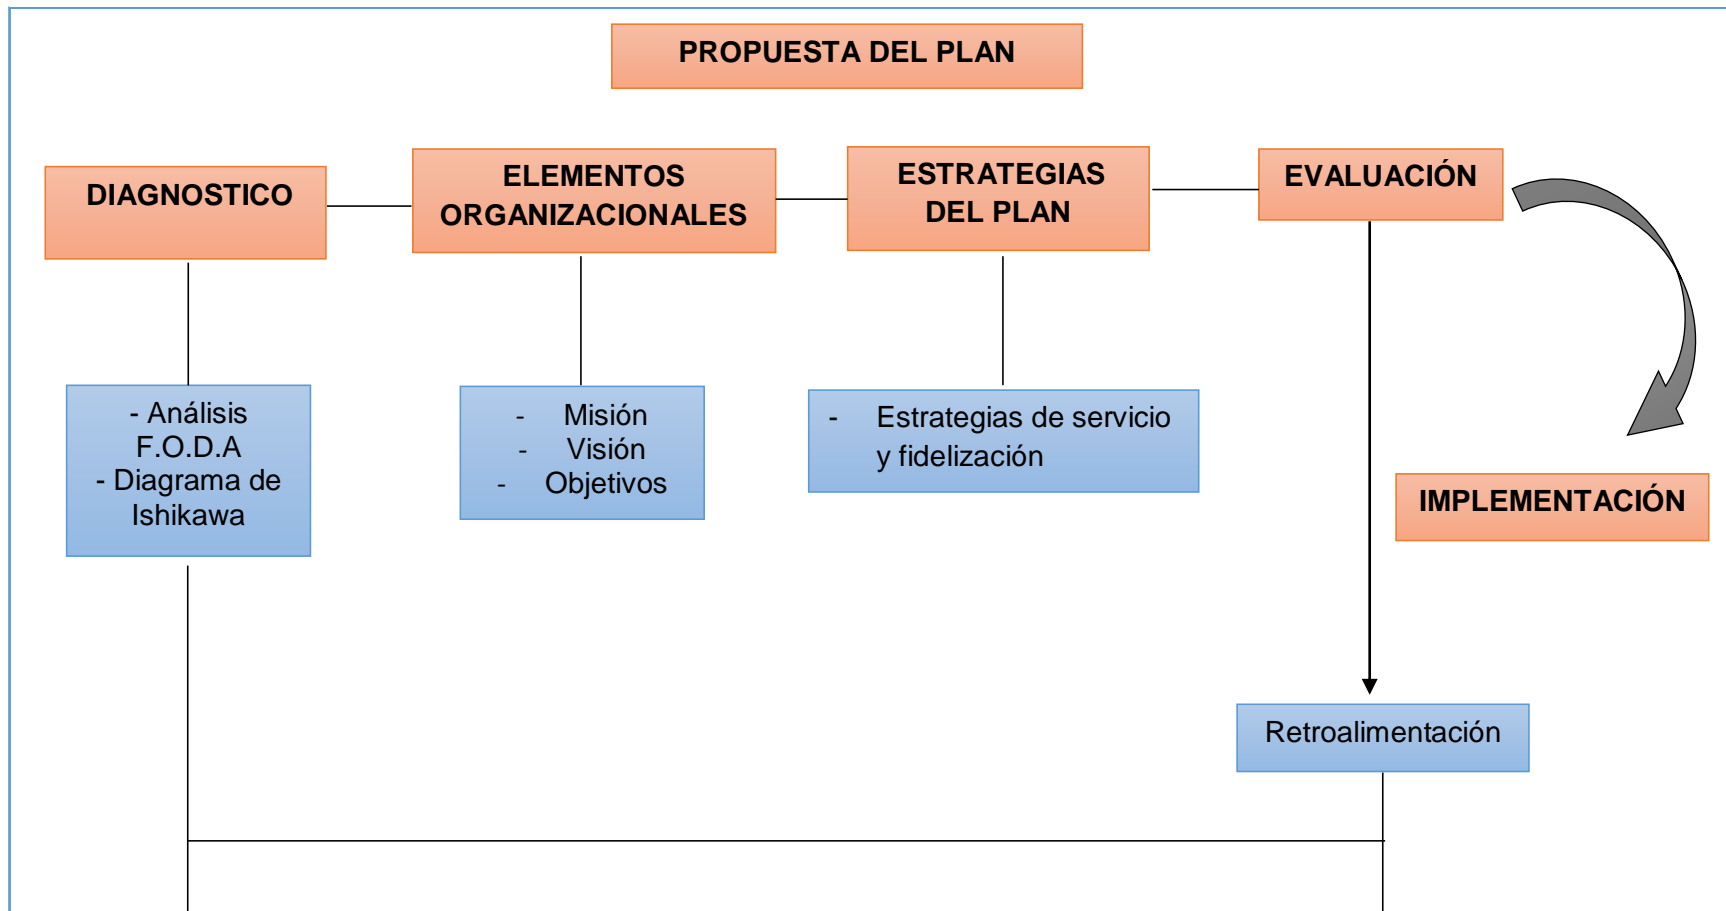 PROPUESTA DEL PLAN
DIAGNOSTICO
ELEMENTOS
ORGANIZACIONALES
ESTRATEGIAS
DEL PLAN
EVALUACIÓN
- Análisis
F.O.D.A
- Diagrama de
Ishikawa
- Misión
- Visión
- Objetivos
- Estrategias de servicio
y fidelización
IMPLEMENTACIÓN
Retroalimentación